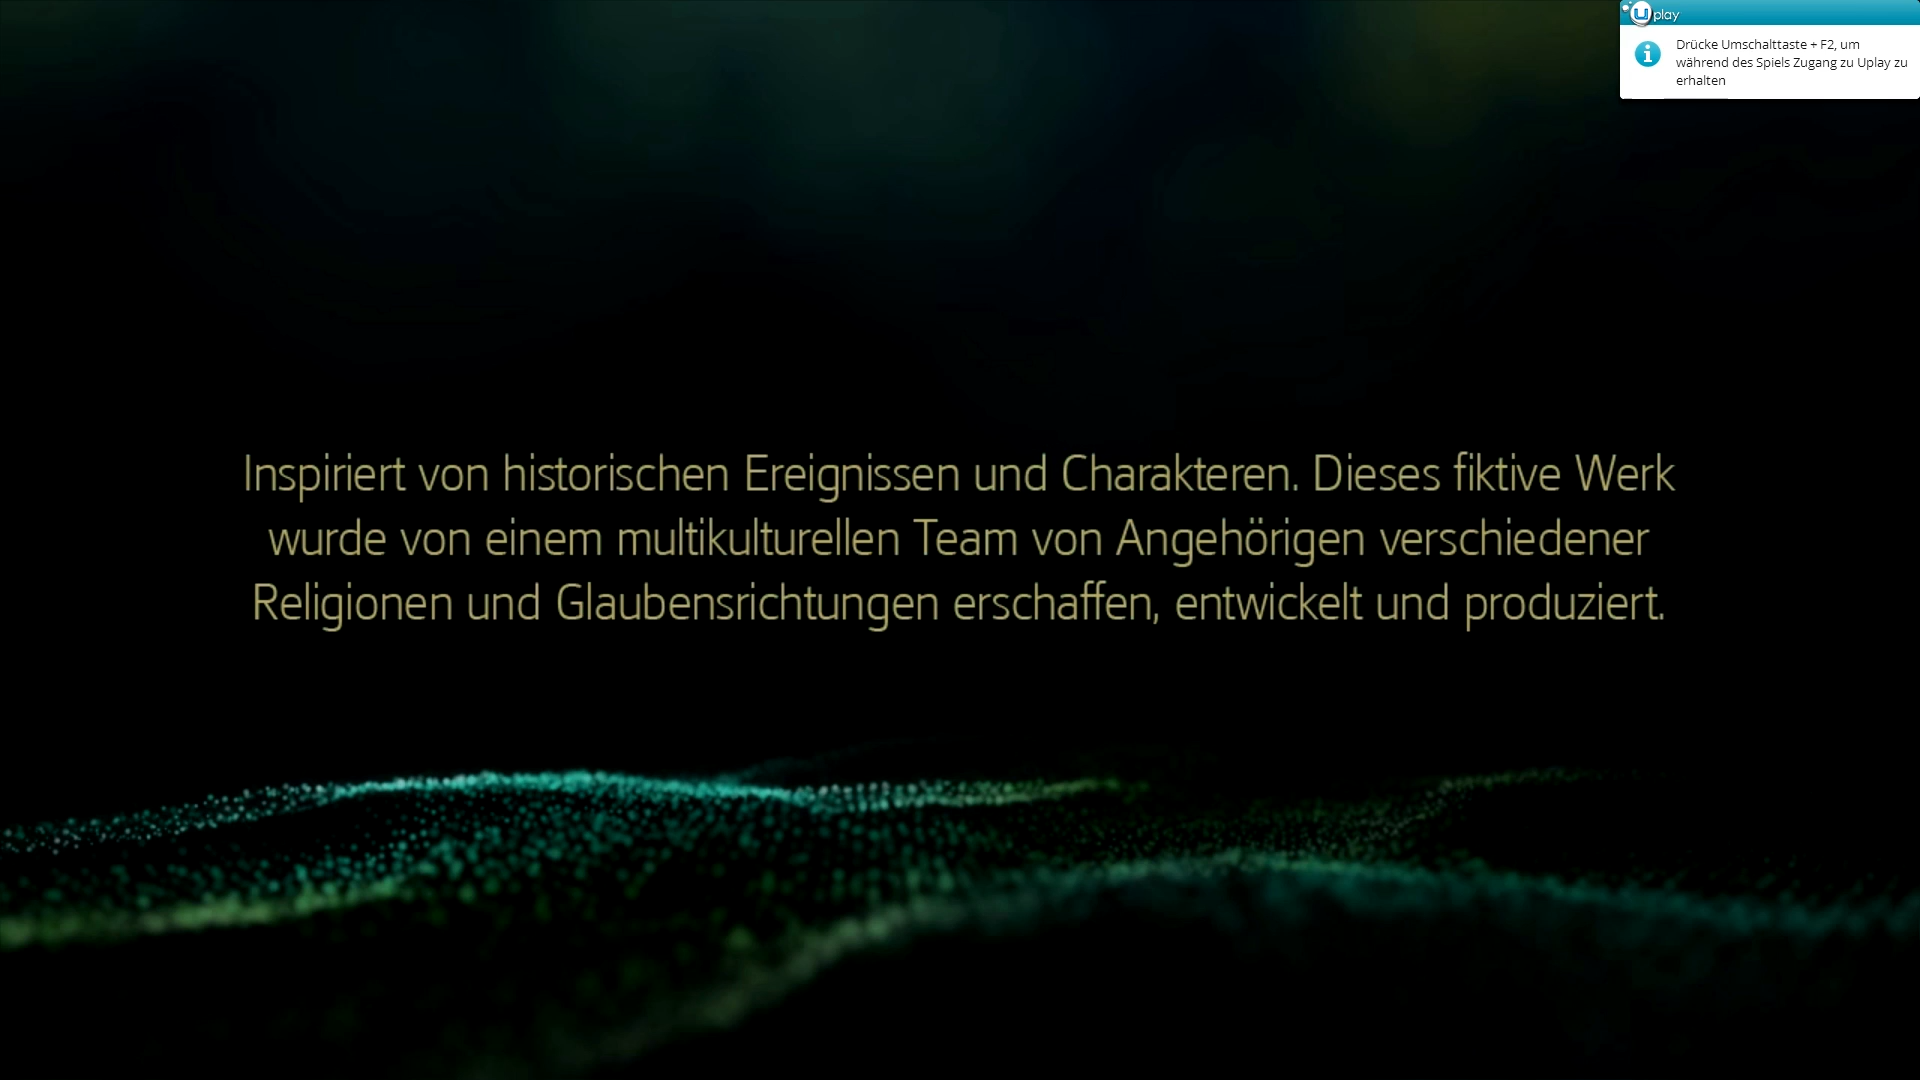 Uplay
Drücke Umschalttaste + F2, um
während des Spiels Zugang zu Uplay zu
erhalten
Inspiriert von historischen Ereignissen und Charakteren. Dieses fiktive Werk
wurde von einem multikulturellen Team von Angehörigen verschiedener
Religionen und Glaubensrichtungen erschaffen, entwickelt und produziert.